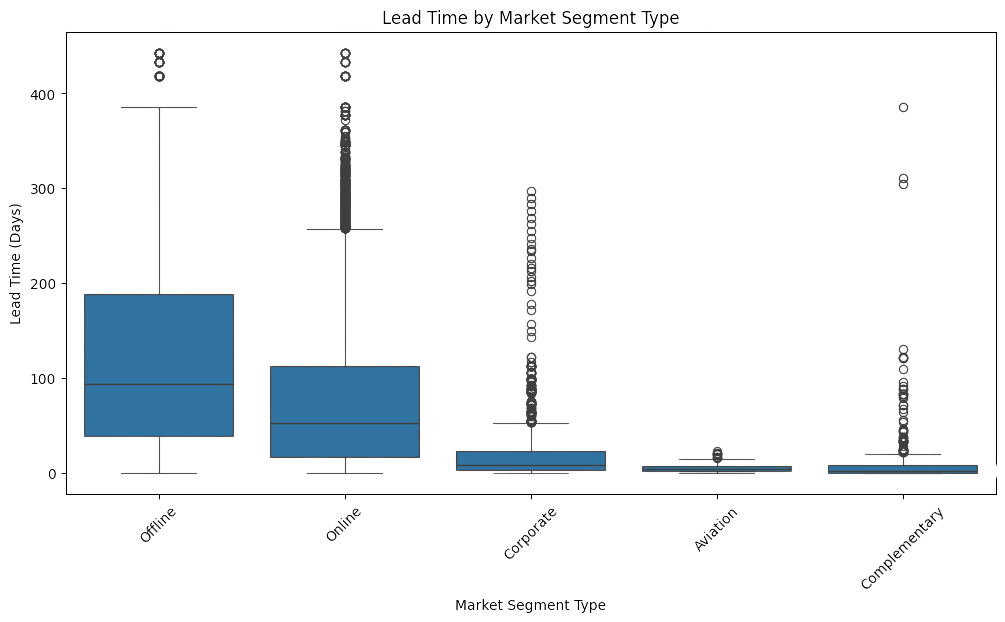 Lead Time by Market Segment Type
400
300
200
100
0
Lead Time (Days)
Offline
Online
Corporate
Aviation
Complementary
Market Segment Type